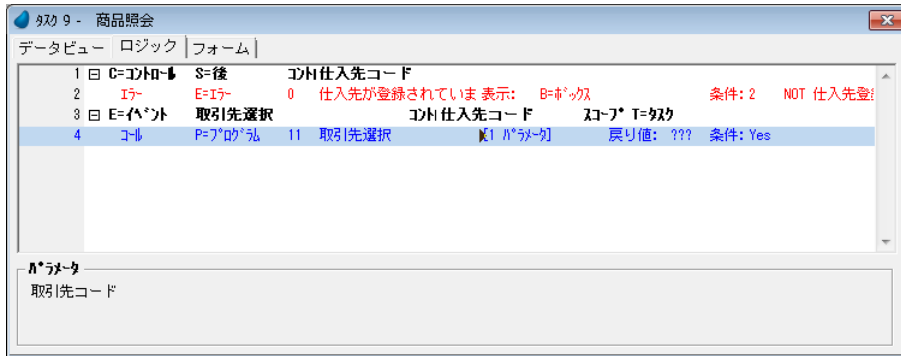 タスク 9 - 商品照会
データビュー ロジック フォーム
1 C=コントロール S=後 コントロ 仕入先コード
2 エラー E=エラー 0 仕入先が登録されていま 表示: B=ボックス 条件: 2 NOT 仕入先登
3 E=イベント 取引先選択 コントロ 仕入先コード スコープ T=タスク
4 コール P=プログラム 11 取引先選択 [1 パラメータ] 戻り値: ??? 条件: Yes
パラメータ
取引先コード